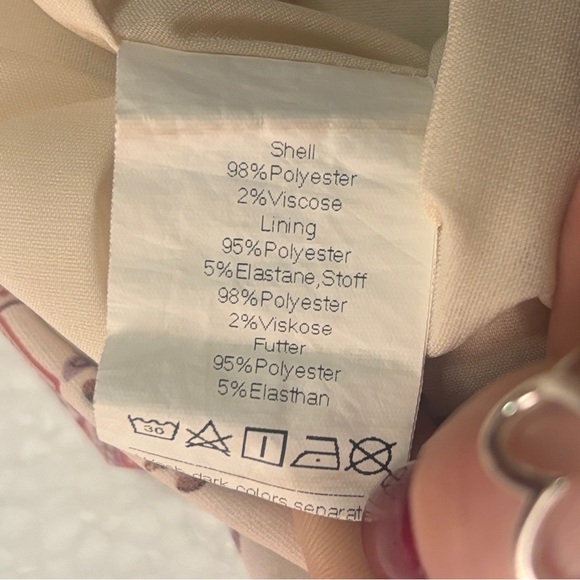 Shell
98%Polyester
2%Viscose
Lining
95%Polyester
5%Elastane,Stoff
98%Polyester
2%Viskose
Futter
95%Polyester
5%Elasthan
30
dark colors separat